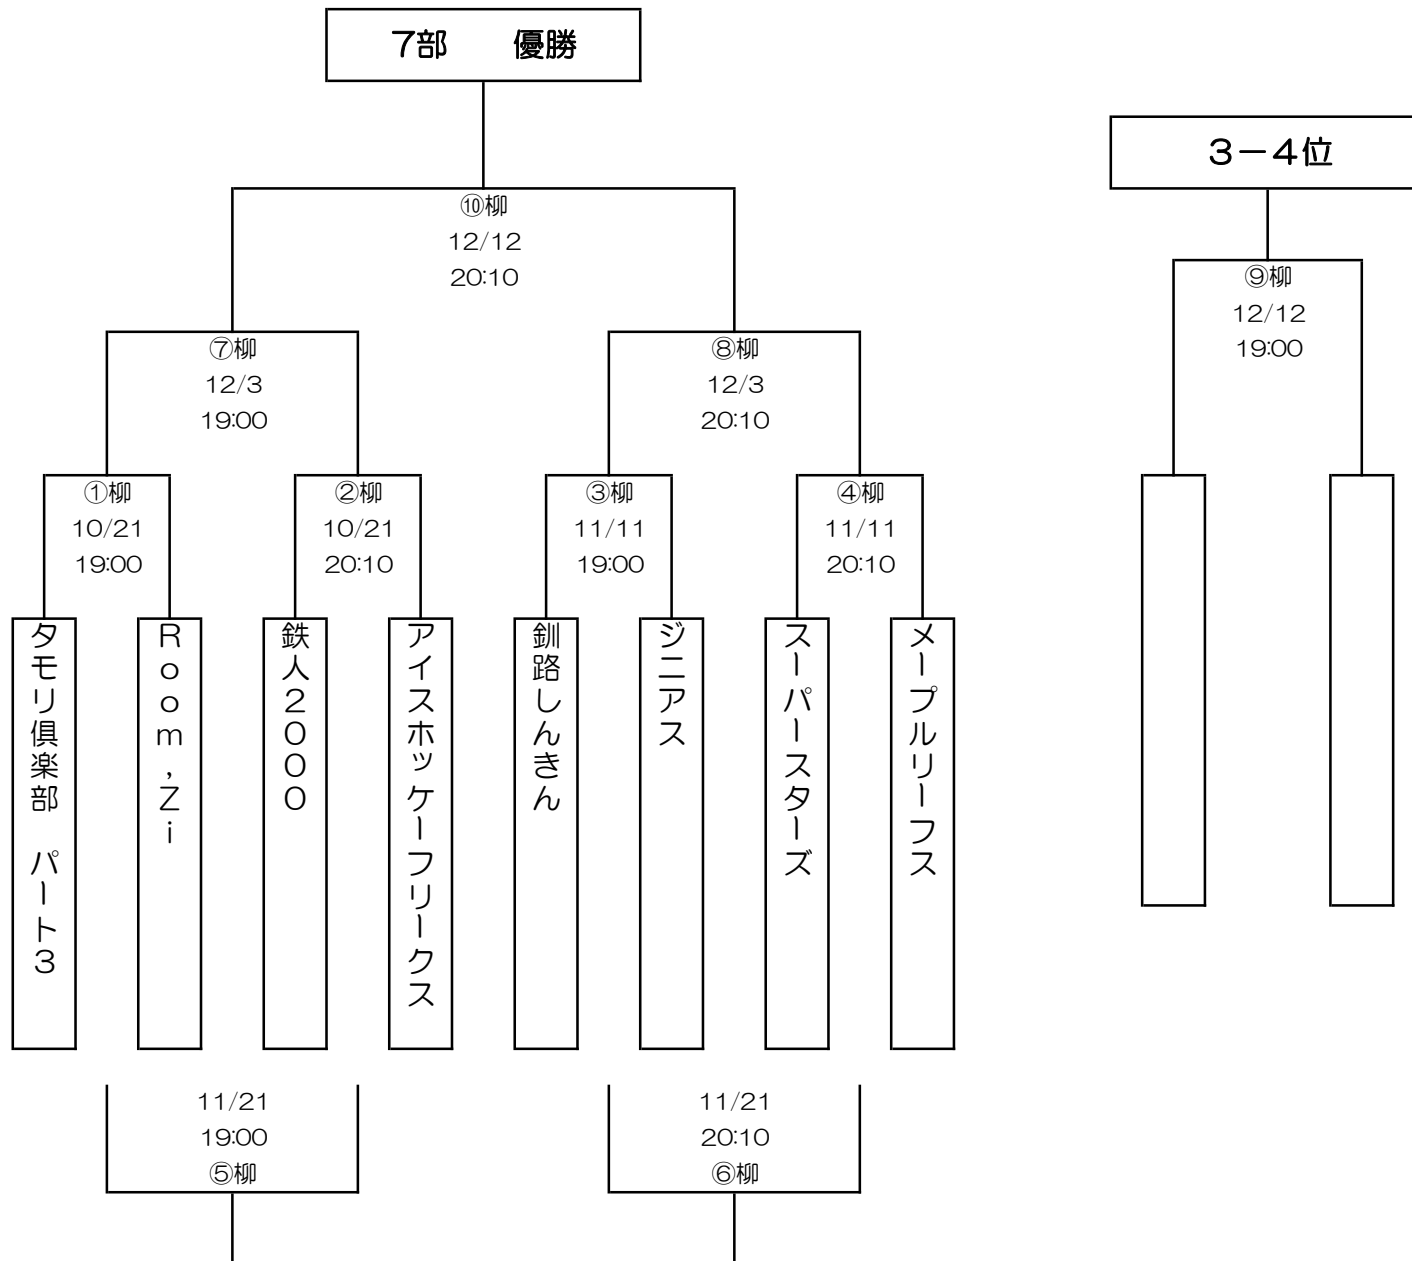 7部　優勝
3－4位
⑩柳
12/12
20:10
⑨柳
12/12
19:00
⑦柳
12/3
19:00
⑧柳
12/3
20:10
①柳
10/21
19:00
②柳
10/21
20:10
③柳
11/11
19:00
④柳
11/11
20:10
タモリ倶楽部　パート3
Room,Zi
鉄人2000
アイスホッケーフリークス
釧路しんきん
ジニアス
スーパースターズ
メープルリーフス
11/21
19:00
⑤柳
11/21
20:10
⑥柳